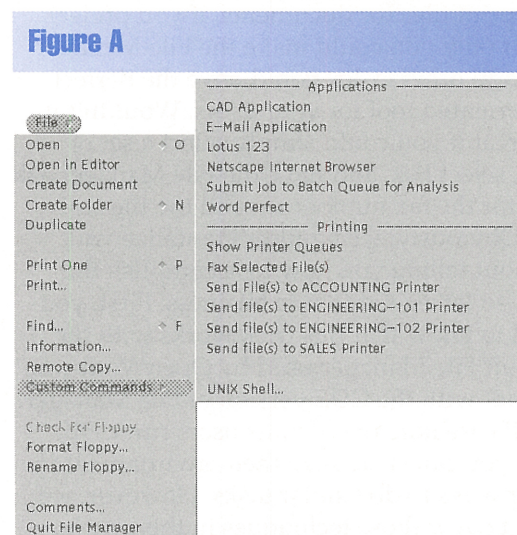 Figure A
File
Open ◇ O
Open in Editor
Create Document
Create Folder ◇ N
Duplicate
Print One ◇ P
Print...
Find... ◇ F
Information...
Remote Copy...
Custom Commands
Check For Floppy
Format Floppy...
Rename Floppy...
Comments...
Quit File Manager
Applications
CAD Application
E-Mail Application
Lotus 123
Netscape Internet Browser
Submit Job to Batch Queue for Analysis
Word Perfect
Printing
Show Printer Queues
Fax Selected File(s)
Send File(s) to ACCOUNTING Printer
Send file(s) to ENGINEERING-101 Printer
Send file(s) to ENGINEERING-102 Printer
Send file(s) to SALES Printer
UNIX Shell...